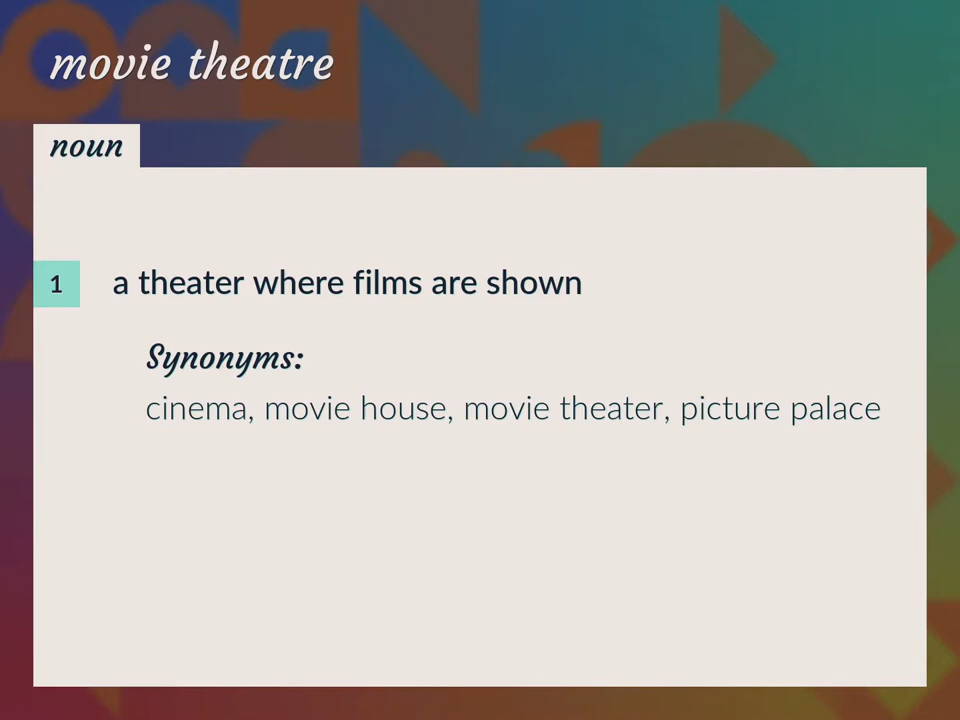 movie theatre
noun
1 a theater where films are shown
Synonyms:
cinema, movie house, movie theater, picture palace